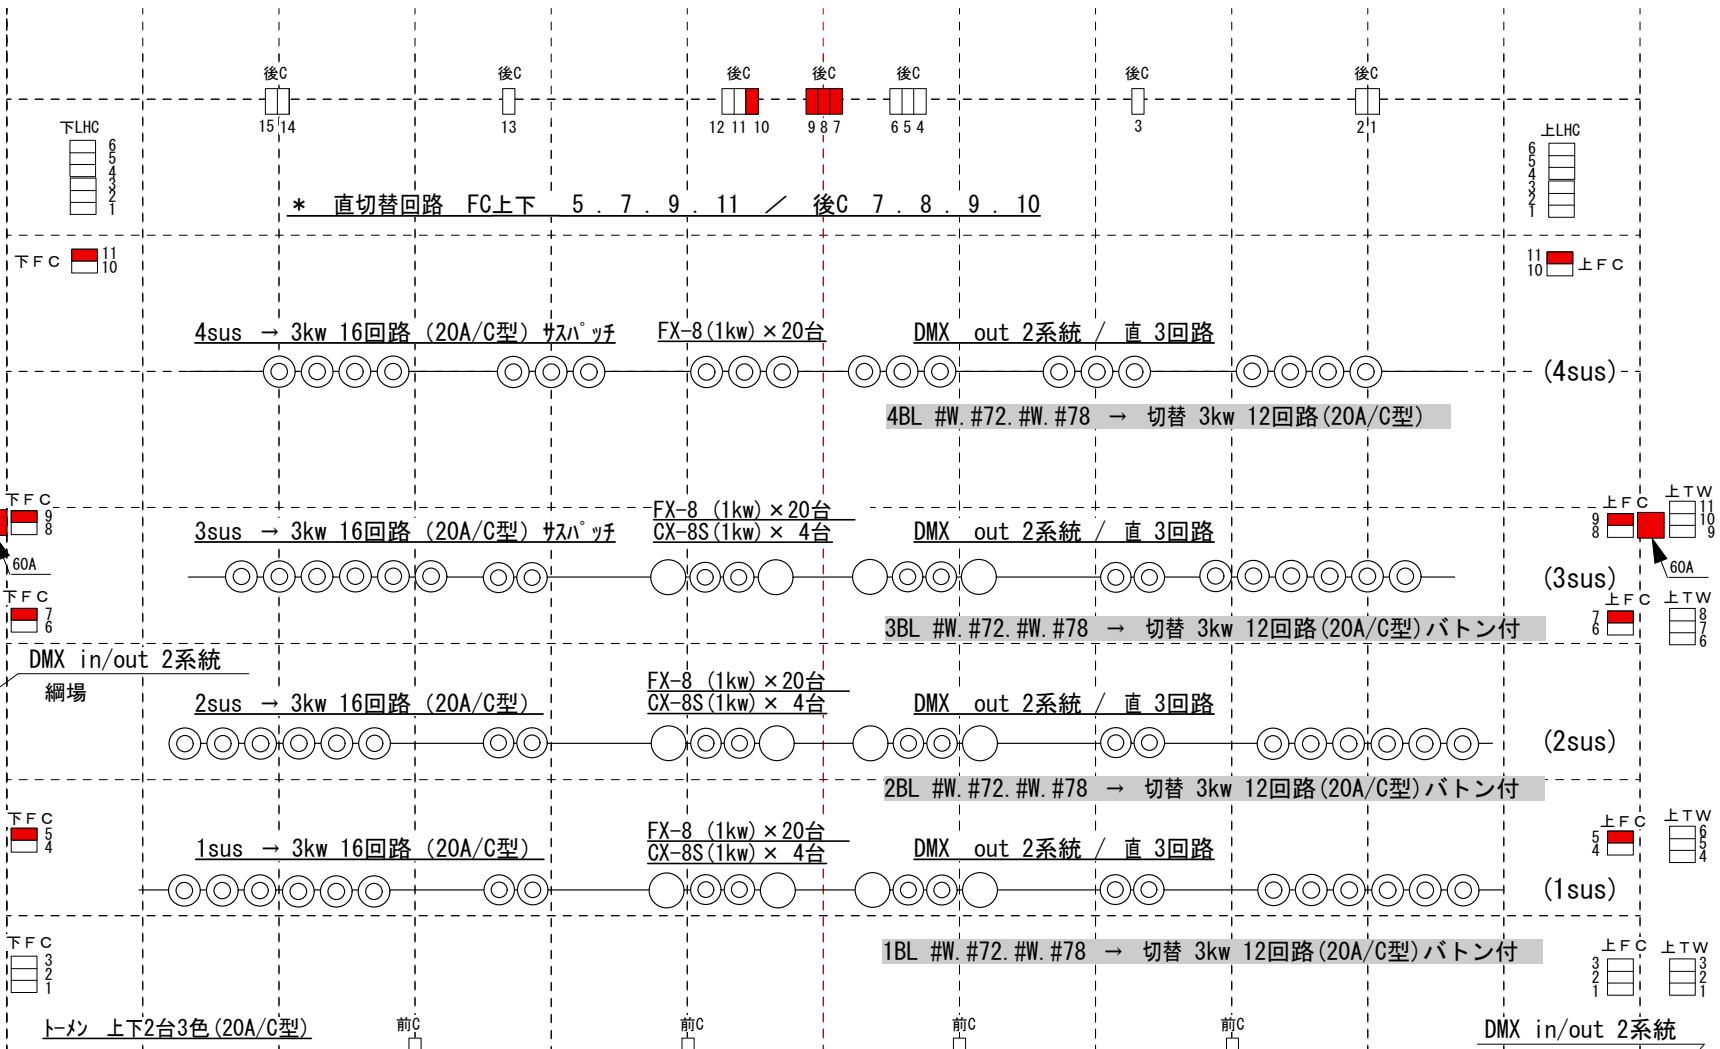 後C 後C 後C 後C 後C 後C 後C
15 14 13 12 11 10 9 8 7 6 5 4 3 2 1
下LHC
6
5
4
3
2
1
上LHC
6
5
4
3
2
1
* 直切替回路 FC上下 5 . 7 . 9 . 11 / 後C 7 . 8 . 9 . 10
下FC 11
10
11
10 上FC
4sus → 3kw 16回路 (20A/C型) サスパッチ FX-8(1kw)×20台 DMX out 2系統 / 直 3回路
(4sus)
4BL #W.#72.#W.#78 → 切替 3kw 12回路(20A/C型)
下FC
9
8
60A
上FC
9
8
上TW
11
10
9
60A
3sus → 3kw 16回路 (20A/C型) サスパッチ
FX-8 (1kw)×20台
CX-8S(1kw)× 4台
DMX out 2系統 / 直 3回路
(3sus)
下FC
7
6
上FC
7
6
上TW
8
7
6
3BL #W.#72.#W.#78 → 切替 3kw 12回路(20A/C型)バトン付
DMX in/out 2系統
綱場
2sus → 3kw 16回路 (20A/C型)
FX-8 (1kw)×20台
CX-8S(1kw)× 4台
DMX out 2系統 / 直 3回路
(2sus)
2BL #W.#72.#W.#78 → 切替 3kw 12回路(20A/C型)バトン付
下FC
5
4
上FC
5
4
上TW
6
5
4
1sus → 3kw 16回路 (20A/C型)
FX-8 (1kw)×20台
CX-8S(1kw)× 4台
DMX out 2系統 / 直 3回路
(1sus)
1BL #W.#72.#W.#78 → 切替 3kw 12回路(20A/C型)バトン付
下FC
3
2
1
上FC
3
2
1
上TW
3
2
1
トーメン 上下2台3色(20A/C型)
前C 前C 前C 前C
DMX in/out 2系統